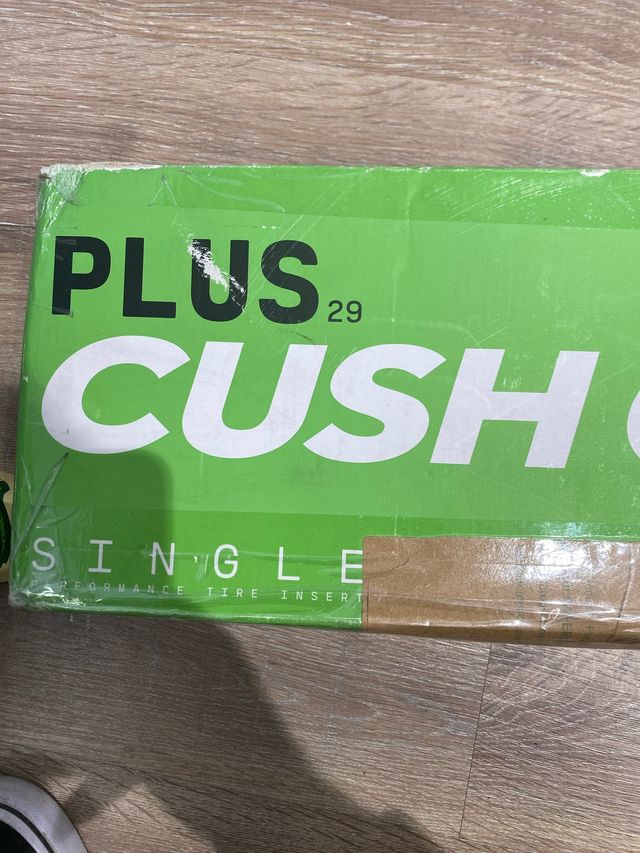 PLUS 29
CUSH
SINGLE
PERFORMANCE TIRE INSERT